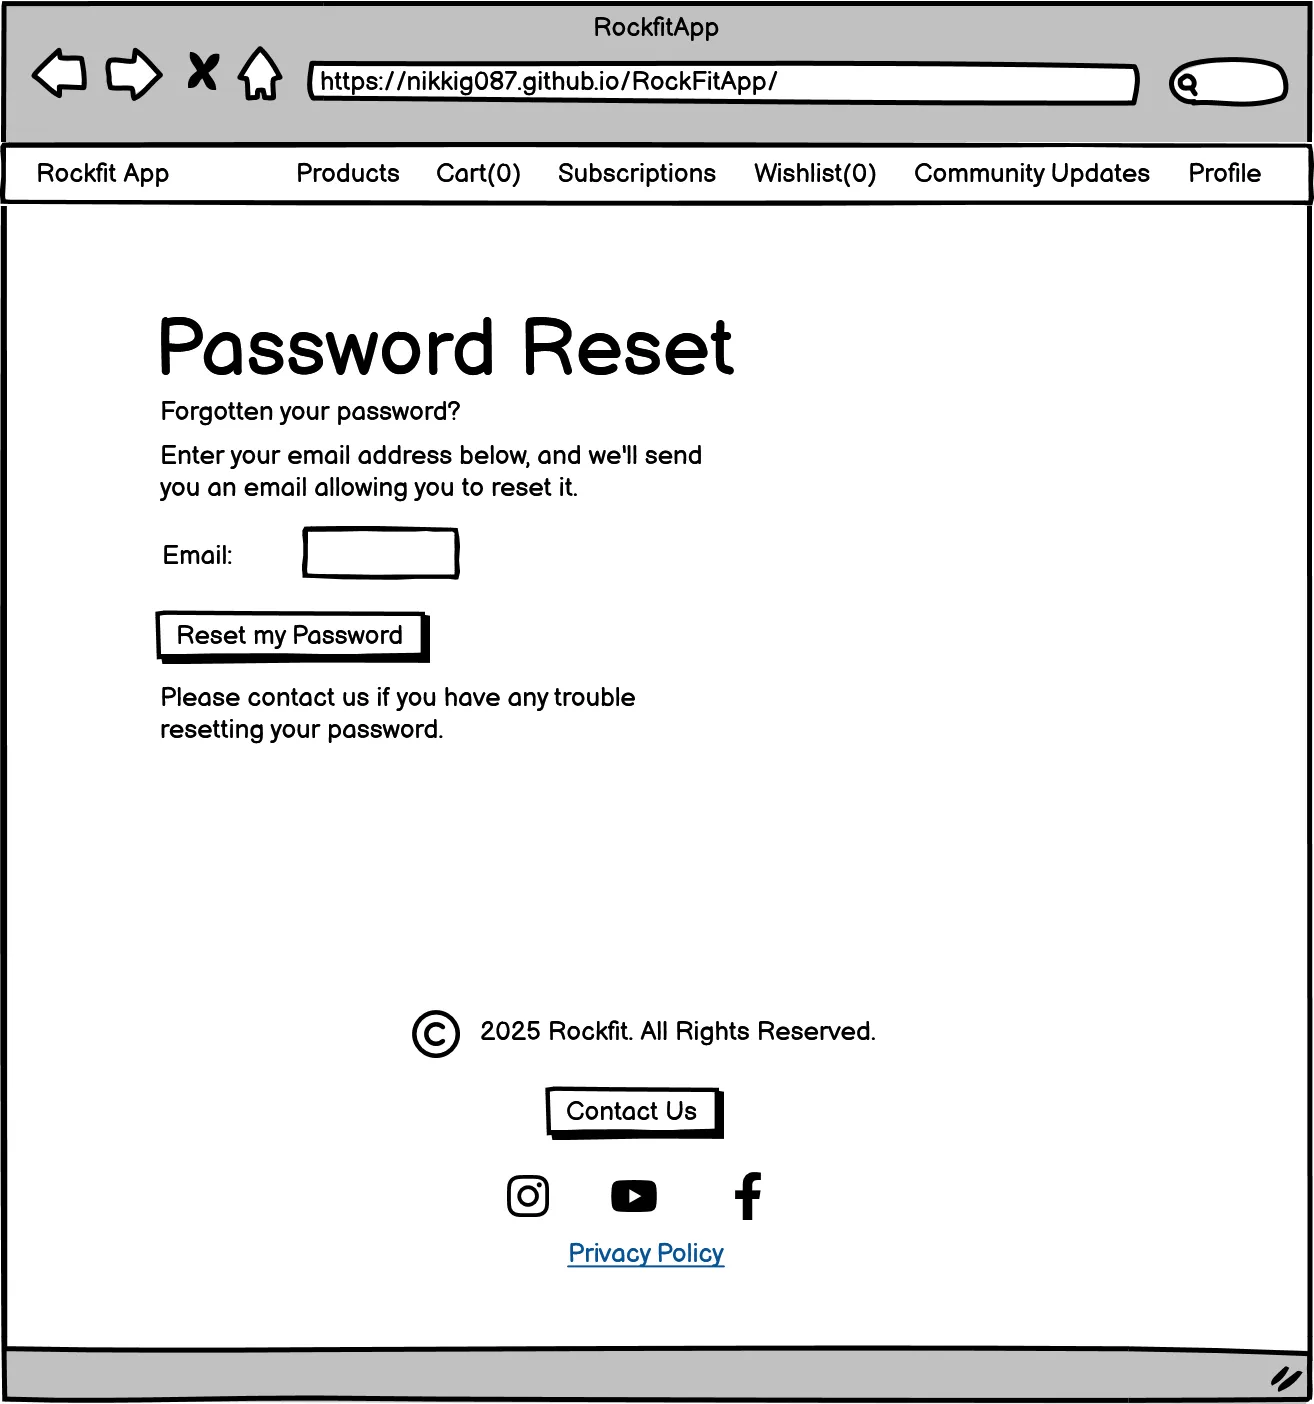 RockfitApp
https://nikkig087.github.io/RockFitApp/
Rockfit App Products Cart(0) Subscriptions Wishlist(0) Community Updates Profile
Password Reset
Forgotten your password?
Enter your email address below, and we'll send
you an email allowing you to reset it.
Email:
Reset my Password
Please contact us if you have any trouble
resetting your password.
© 2025 Rockfit. All Rights Reserved.
Contact Us
Privacy Policy